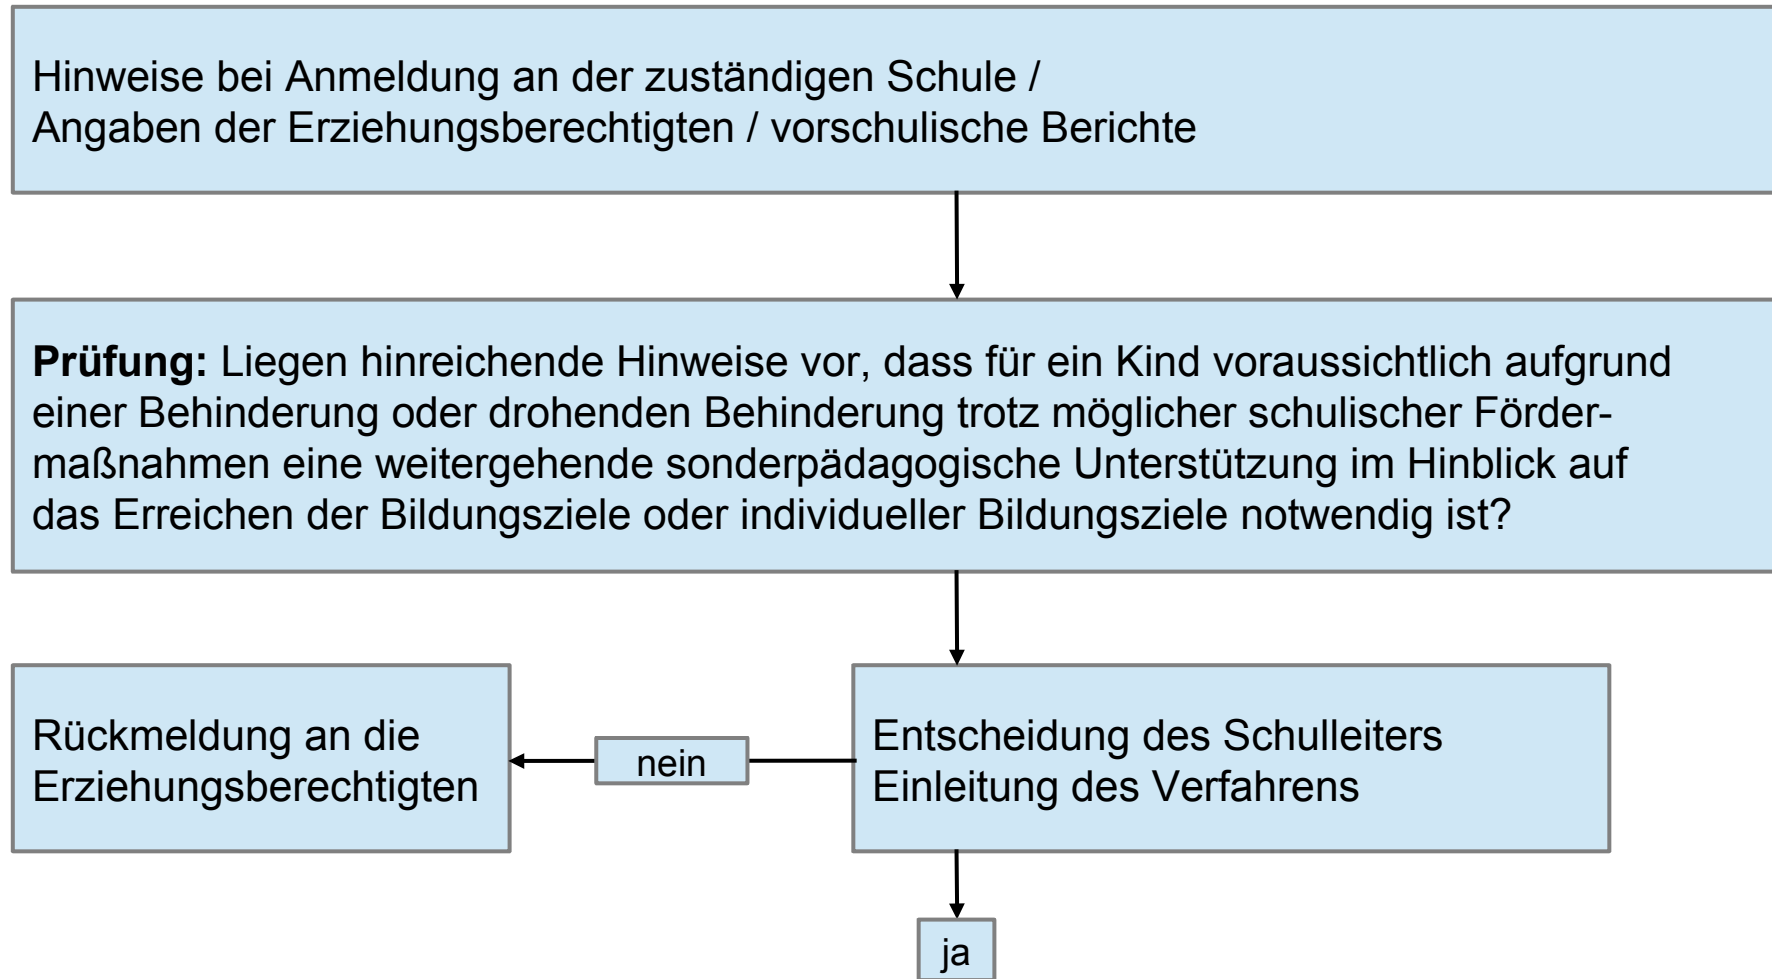 Hinweise bei Anmeldung an der zuständigen Schule /
Angaben der Erziehungsberechtigten / vorschulische Berichte
Prüfung: Liegen hinreichende Hinweise vor, dass für ein Kind voraussichtlich aufgrund
einer Behinderung oder drohenden Behinderung trotz möglicher schulischer Förder-
maßnahmen eine weitergehende sonderpädagogische Unterstützung im Hinblick auf
das Erreichen der Bildungsziele oder individueller Bildungsziele notwendig ist?
Rückmeldung an die
Erziehungsberechtigten
nein
Entscheidung des Schulleiters
Einleitung des Verfahrens
ja